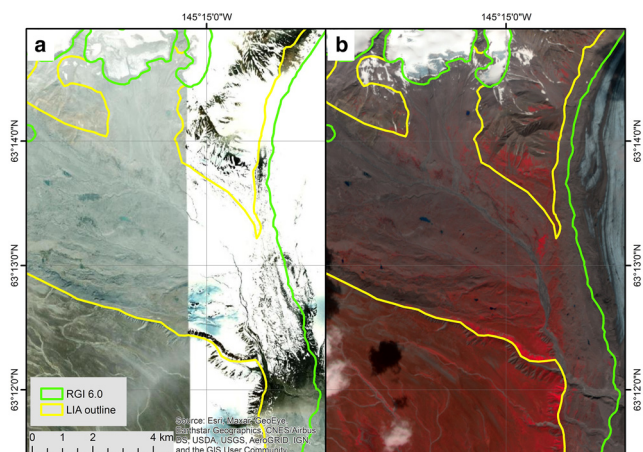 145°15'0"W
145°15'0"W
a
b
63°14'0"N
63°14'0"N
63°13'0"N
63°13'0"N
63°12'0"N
63°12'0"N
RGI 6.0
LIA outline
0 1 2 4 km
Source: Esri, Maxar, GeoEye,
Earthstar Geographics, CNES/Airbus
DS, USDA, USGS, AeroGRID, IGN,
and the GIS User Community